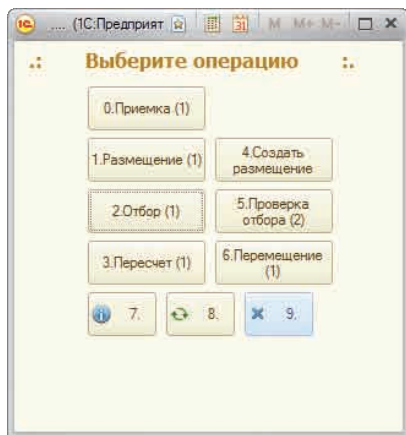 .... (1С:Предприят
31
M M+ M-
.: Выберите операцию :.
0.Приемка (1)
1.Размещение (1)
4.Создать
размещение
2.Отбор (1)
5.Проверка
отбора (2)
3.Пересчет (1)
6.Перемещение
(1)
7.
8.
9.